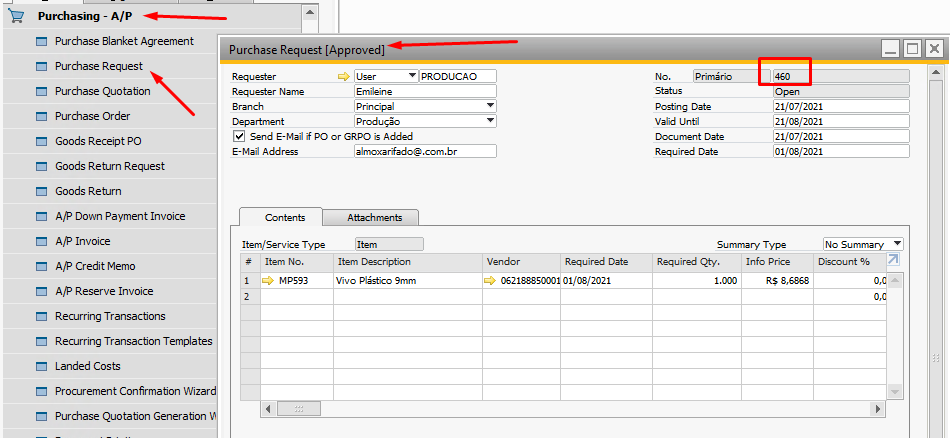 Purchasing - A/P
Purchase Blanket Agreement
Purchase Request
Purchase Quotation
Purchase Order
Goods Receipt PO
Goods Return Request
Goods Return
A/P Down Payment Invoice
A/P Invoice
A/P Credit Memo
A/P Reserve Invoice
Recurring Transactions
Recurring Transaction Templates
Landed Costs
Procurement Confirmation Wizard
Purchase Quotation Generation W
Purchase Request [Approved]
Requester User PRODUCAO
Requester Name Emileine
Branch Principal
Department Produção
Send E-Mail if PO or GRPO is Added
E-Mail Address almoxarifado@.com.br
No. Primário 460
Status Open
Posting Date 21/07/2021
Valid Until 21/08/2021
Document Date 21/07/2021
Required Date 01/08/2021
Contents Attachments
Item/Service Type Item Summary Type No Summary
# Item No. Item Description Vendor Required Date Required Qty. Info Price Discount %
1 MP593 Vivo Plástico 9mm 062188850001 01/08/2021 1.000 R$ 8,6868 0,0
2 0,0